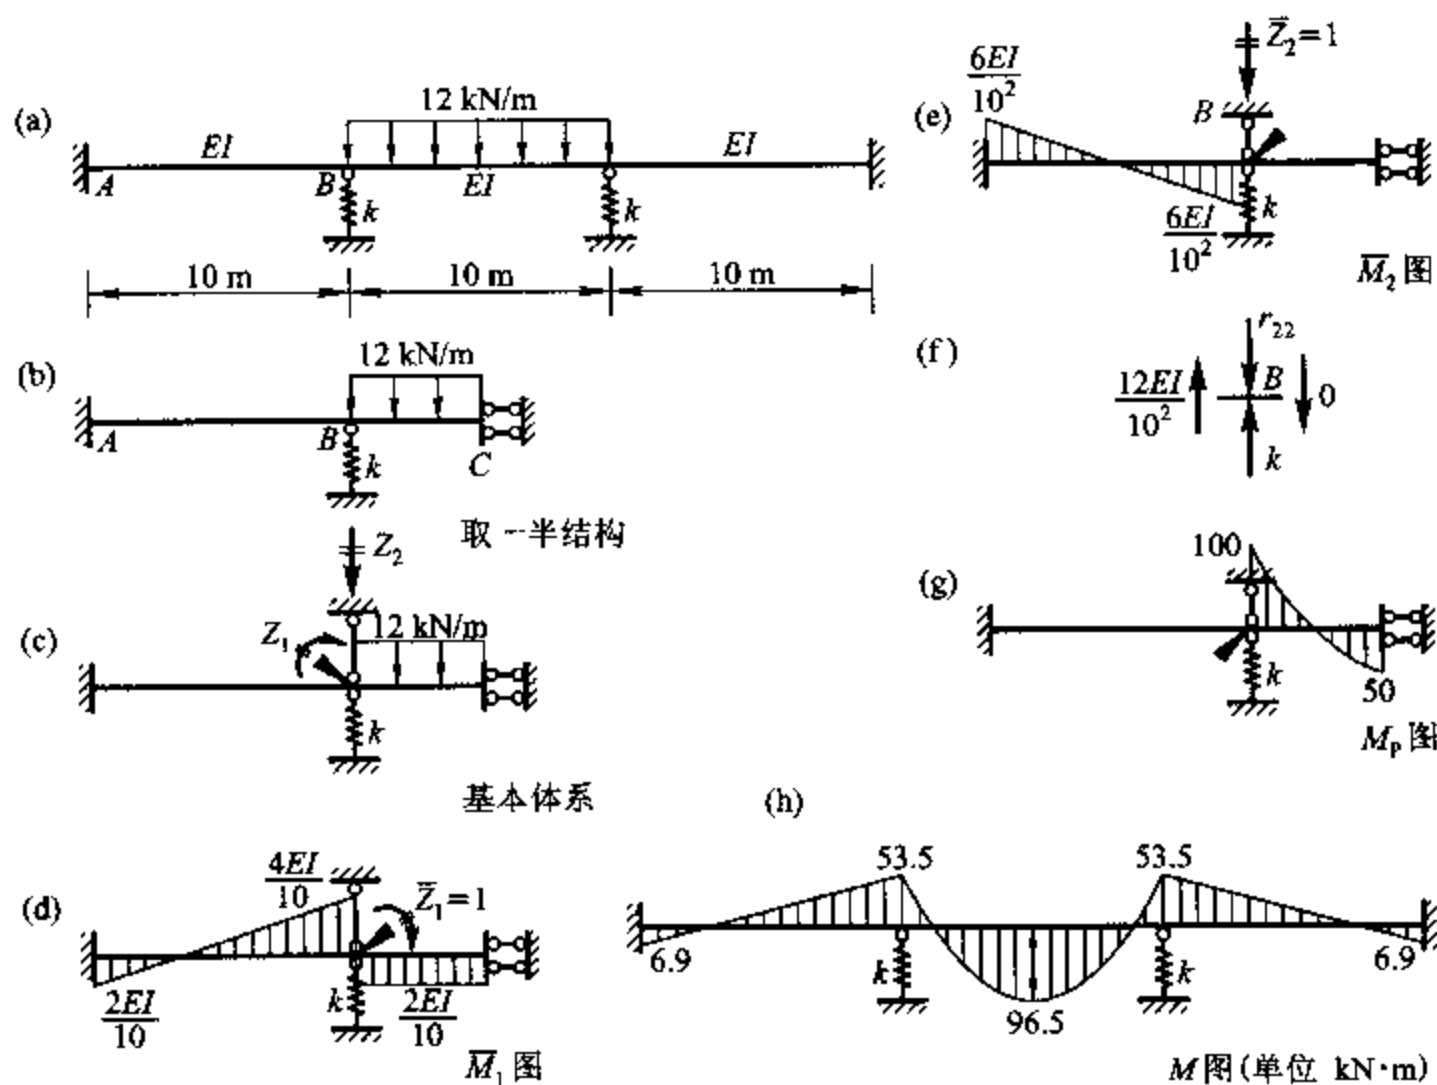 (a)
12 kN/m
EI
EI
EI
A
B
k
k
10 m
10 m
10 m
(b)
12 kN/m
A
B
k
C
取一半结构
(c)
Z₂
Z₁
12 kN/m
k
基本体系
(d)
4EI/10
Z̄₁=1
2EI/10
k
2EI/10
M̄₁图
(e)
Z̄₂=1
6EI/10²
B
6EI/10²
k
M̄₂图
(f)
r₂₂
12EI/10²
B
0
k
(g)
100
k
50
Mₚ图
(h)
53.5
53.5
6.9
k
96.5
k
6.9
M图(单位 kN·m)